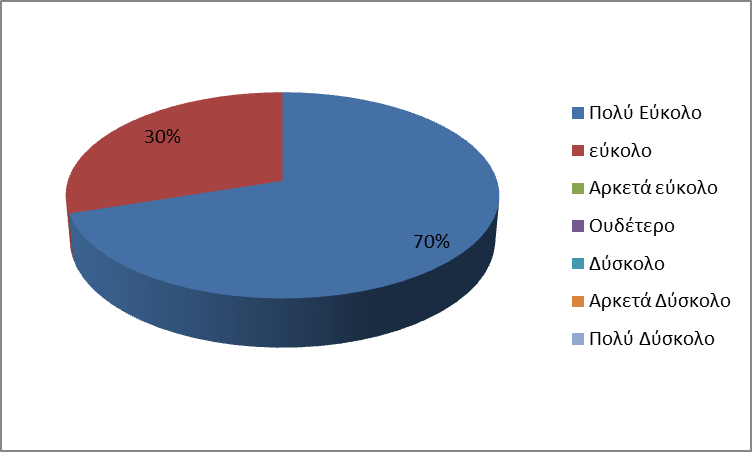 30%
70%
Πολύ Εύκολο
εύκολο
Αρκετά εύκολο
Ουδέτερο
Δύσκολο
Αρκετά Δύσκολο
Πολύ Δύσκολο